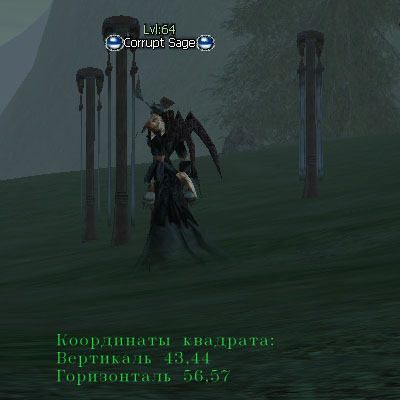 Lvl:64
Corrupt Sage
Координаты квадрата:
Вертикаль 43,44
Горизонталь 56,57